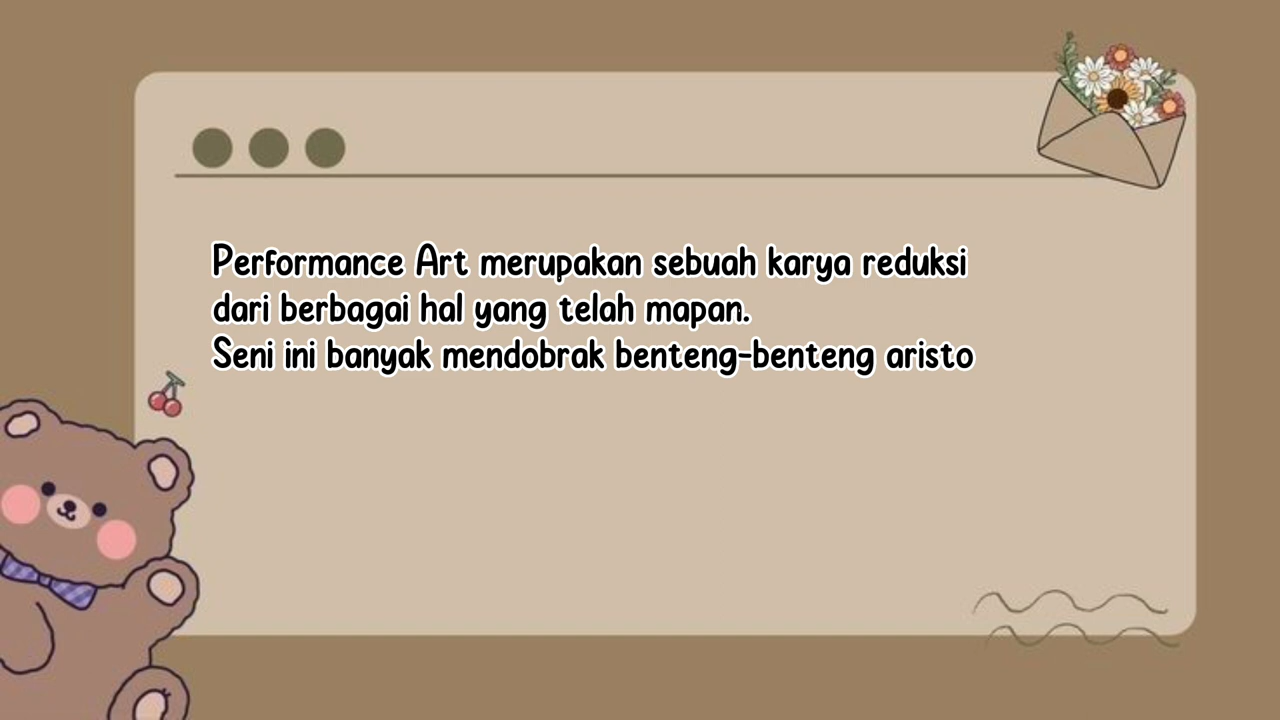 Performance Art merupakan sebuah karya reduksi
dari berbagai hal yang telah mapan.
Seni ini banyak mendobrak benteng-benteng aristo